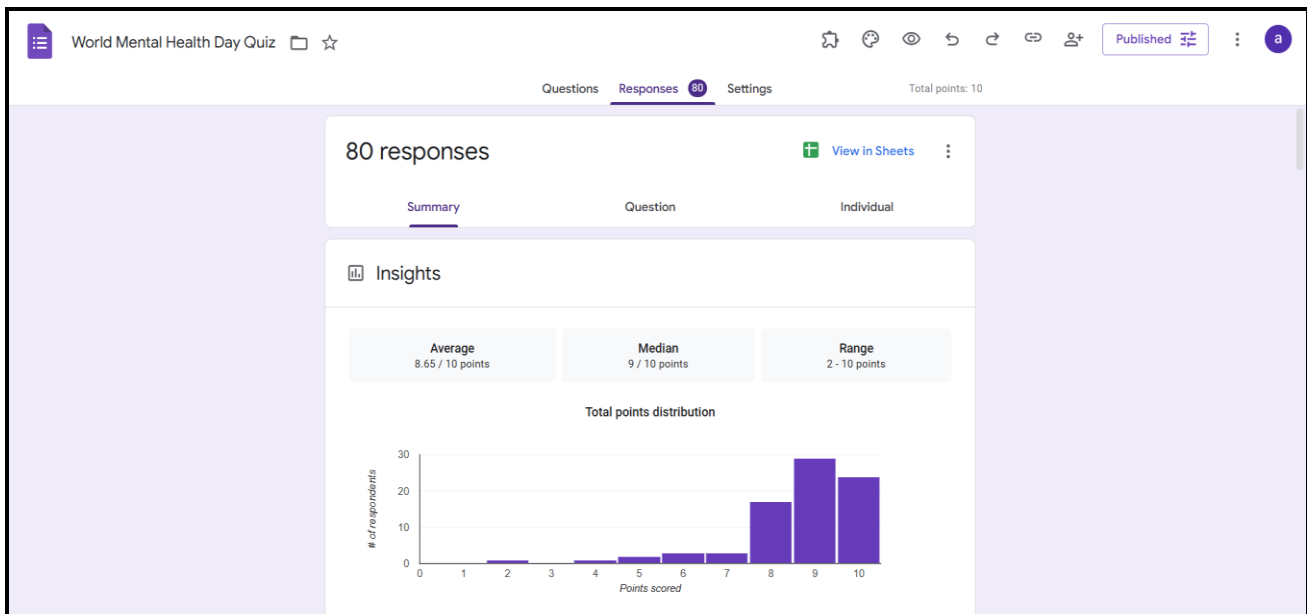 World Mental Health Day Quiz
Published
a
Questions Responses 80 Settings
Total points: 10
80 responses
View in Sheets
Summary Question Individual
Insights
Average Median Range
8.65 / 10 points 9 / 10 points 2 - 10 points
Total points distribution
# of respondents
30
20
10
0
0 1 2 3 4 5 6 7 8 9 10
Points scored